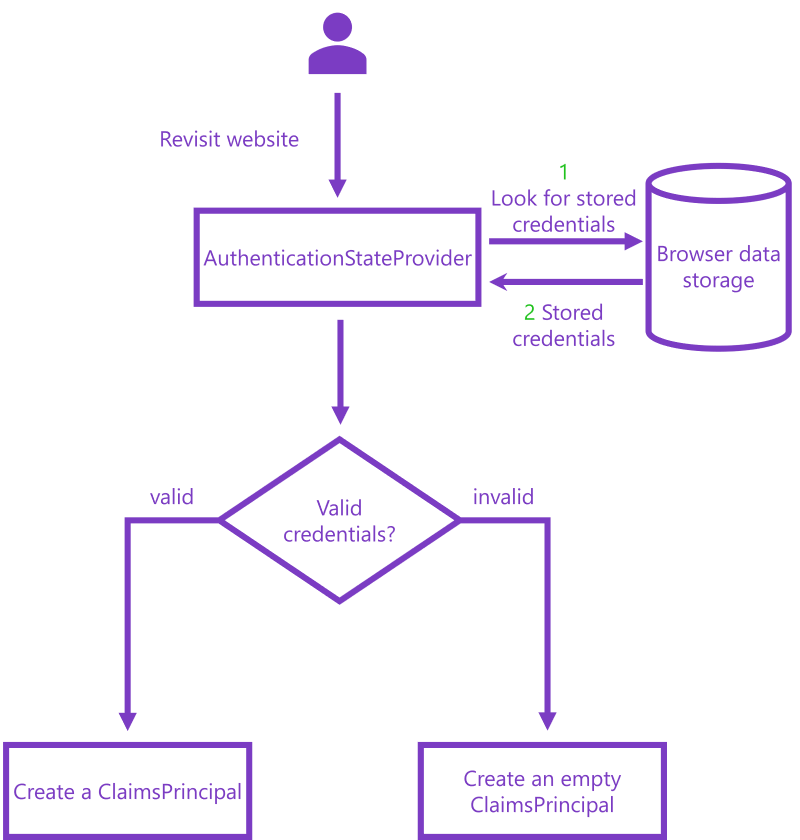 Revisit website
1
Look for stored
credentials
AuthenticationStateProvider
Browser data
storage
2 Stored
credentials
valid
invalid
Valid
credentials?
Create a ClaimsPrincipal
Create an empty
ClaimsPrincipal